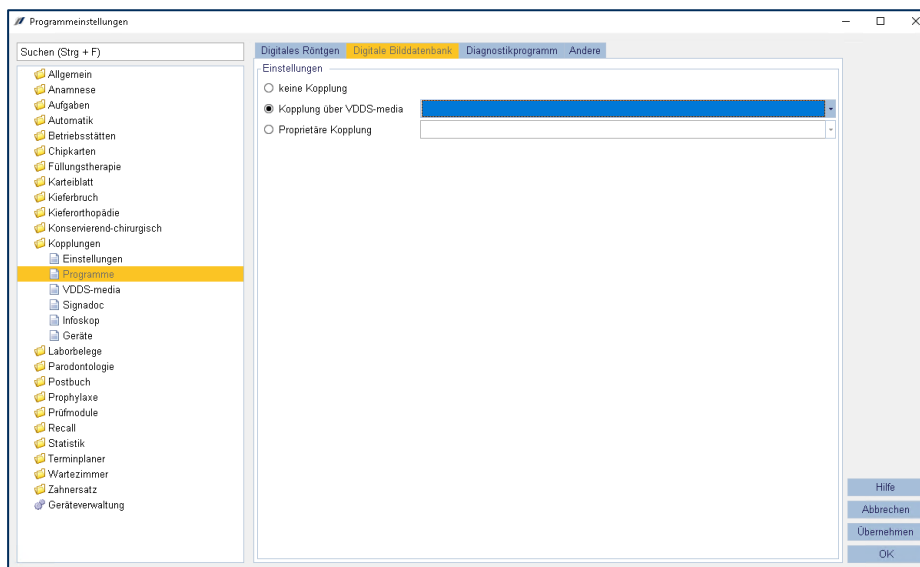 Programmeinstellungen
Suchen (Strg + F)
Allgemein
Anamnese
Aufgaben
Automatik
Betriebsstätten
Chipkarten
Füllungstherapie
Karteiblatt
Kieferbruch
Kieferorthopädie
Konservierend-chirurgisch
Kopplungen
Einstellungen
Programme
VDDS-media
Signadoc
Infoskop
Geräte
Laborbelege
Parodontologie
Postbuch
Prophylaxe
Prüfmodule
Recall
Statistik
Terminplaner
Wartezimmer
Zahnersatz
Geräteverwaltung
Digitales Röntgen Digitale Bilddatenbank Diagnostikprogramm Andere
Einstellungen
keine Kopplung
Kopplung über VDDS-media
Proprietäre Kopplung
Hilfe
Abbrechen
Übernehmen
OK